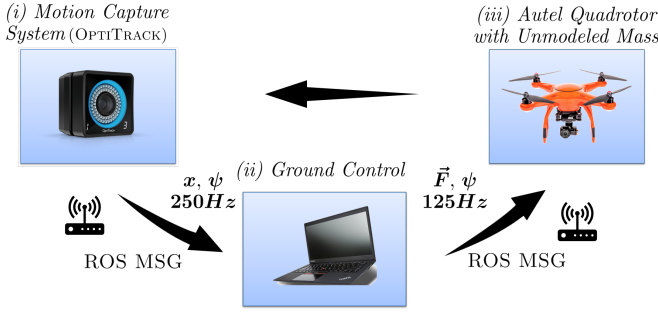 (i) Motion Capture
System (OPTITRACK)
(iii) Autel Quadrotor
with Unmodeled Mass
(ii) Ground Control
x, ψ
250Hz
F⃗, ψ
125Hz
ROS MSG
ROS MSG